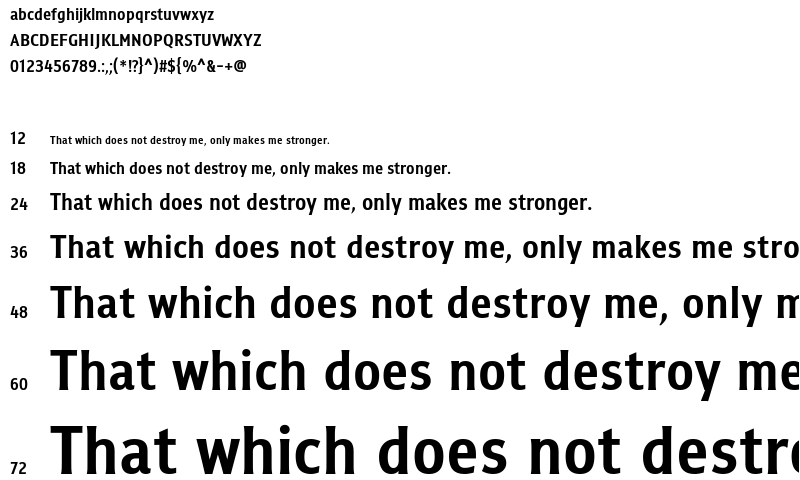 abcdefghijklmnopqrstuvwxyz
ABCDEFGHIJKLMNOPQRSTUVWXYZ
0123456789.:,;(*!?}^)#${%^&-+@
12 That which does not destroy me, only makes me stronger.
18 That which does not destroy me, only makes me stronger.
24 That which does not destroy me, only makes me stronger.
36 That which does not destroy me, only makes me stro
48 That which does not destroy me, only m
60 That which does not destroy me
72 That which does not destro